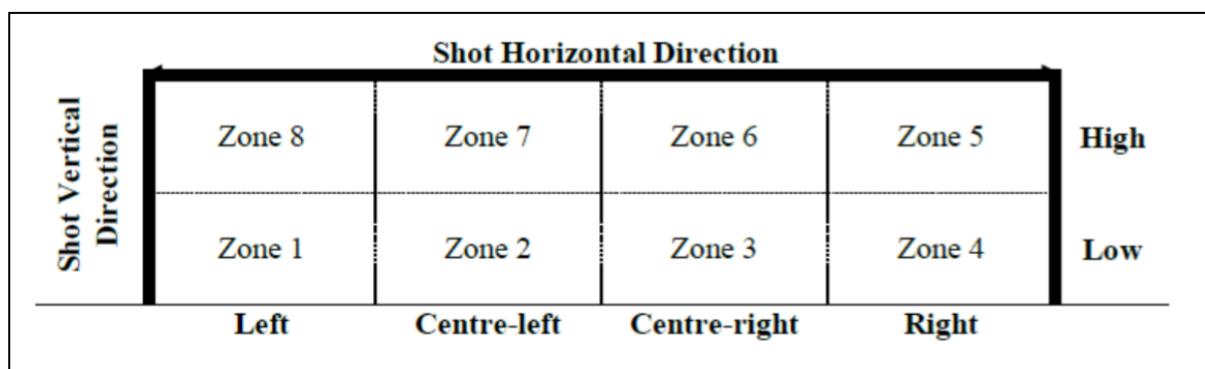 Shot Horizontal Direction
Shot Vertical
Direction
Zone 8 Zone 7 Zone 6 Zone 5 High
Zone 1 Zone 2 Zone 3 Zone 4 Low
Left Centre-left Centre-right Right